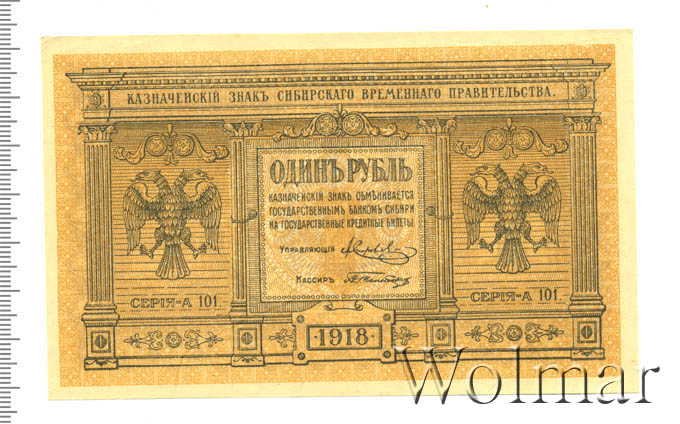 КАЗНАЧЕЙСКІЙ ЗНАКЪ СИБИРСКАГО ВРЕМЕННАГО ПРАВИТЕЛЬСТВА.
ОДИНЪ РУБЛЬ
КАЗНАЧЕЙСКІЙ ЗНАКЪ ОБМѢНИВАЕТСЯ
ГОСУДАРСТВЕННЫМЪ БАНКОМЪ СИБИРИ
НА ГОСУДАРСТВЕННЫЕ КРЕДИТНЫЕ БИЛЕТЫ.
УПРАВЛЯЮЩІЙ
КАССИРЪ
СЕРІЯ-А 101.
СЕРІЯ-А 101.
·1918·
Wolmar